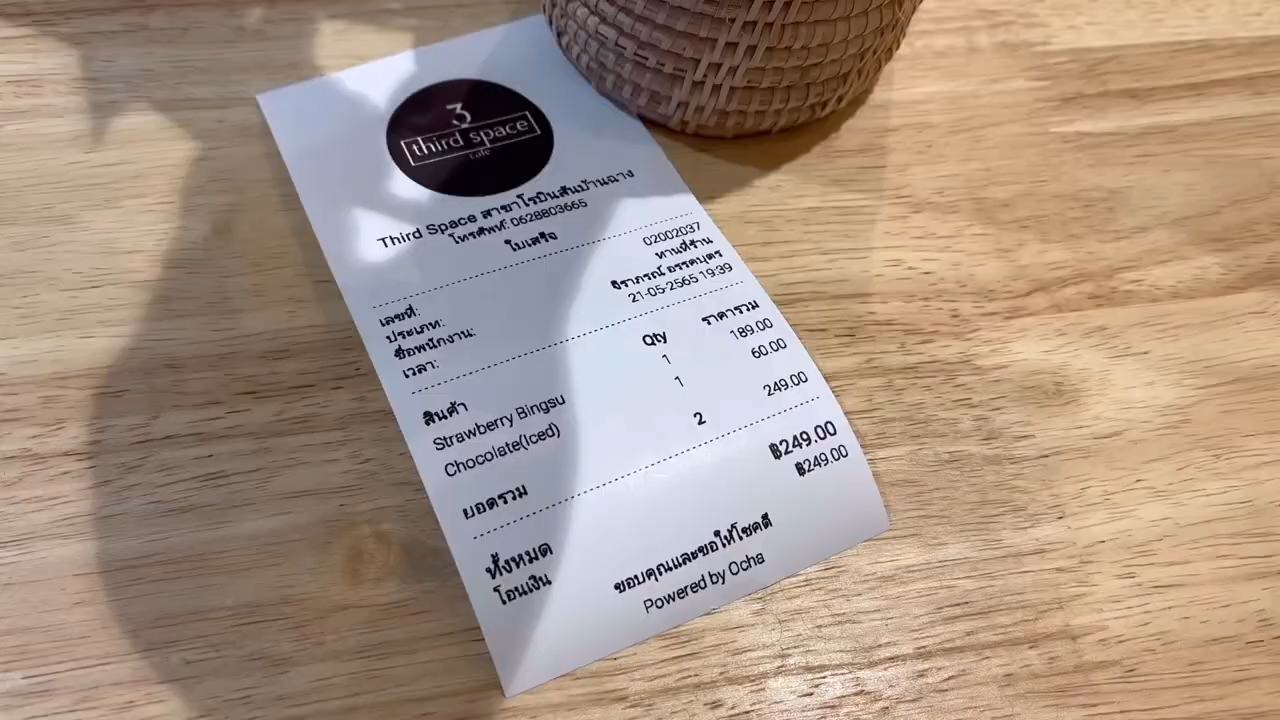 3
third space
cafe
Third Space สาขาโรบินสันบ้านฉาง
โทรศัพท์: 0628803665
ใบเสร็จ
เลขที่: 02002037
ประเภท: ทานที่ร้าน
ชื่อพนักงาน: จิราภรณ์ อรรคบุตร
เวลา: 21-05-2565 19:39
สินค้า Qty ราคารวม
Strawberry Bingsu 1 189.00
Chocolate(Iced) 1 60.00
ยอดรวม 2 249.00
ทั้งหมด ฿249.00
โอนเงิน ฿249.00
ขอบคุณและขอให้โชคดี
Powered by Ocha